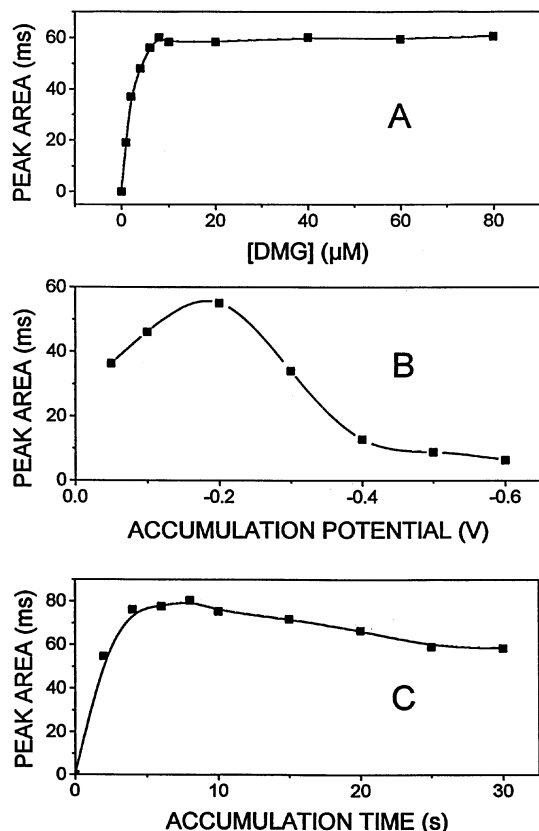 PEAK AREA (ms)
60
40
20
0
A
0 20 40 60 80
[DMG] (µM)
PEAK AREA (ms)
60
40
20
0
B
0.0 -0.2 -0.4 -0.6
ACCUMULATION POTENTIAL (V)
PEAK AREA (ms)
80
60
40
20
0
C
0 10 20 30
ACCUMULATION TIME (s)